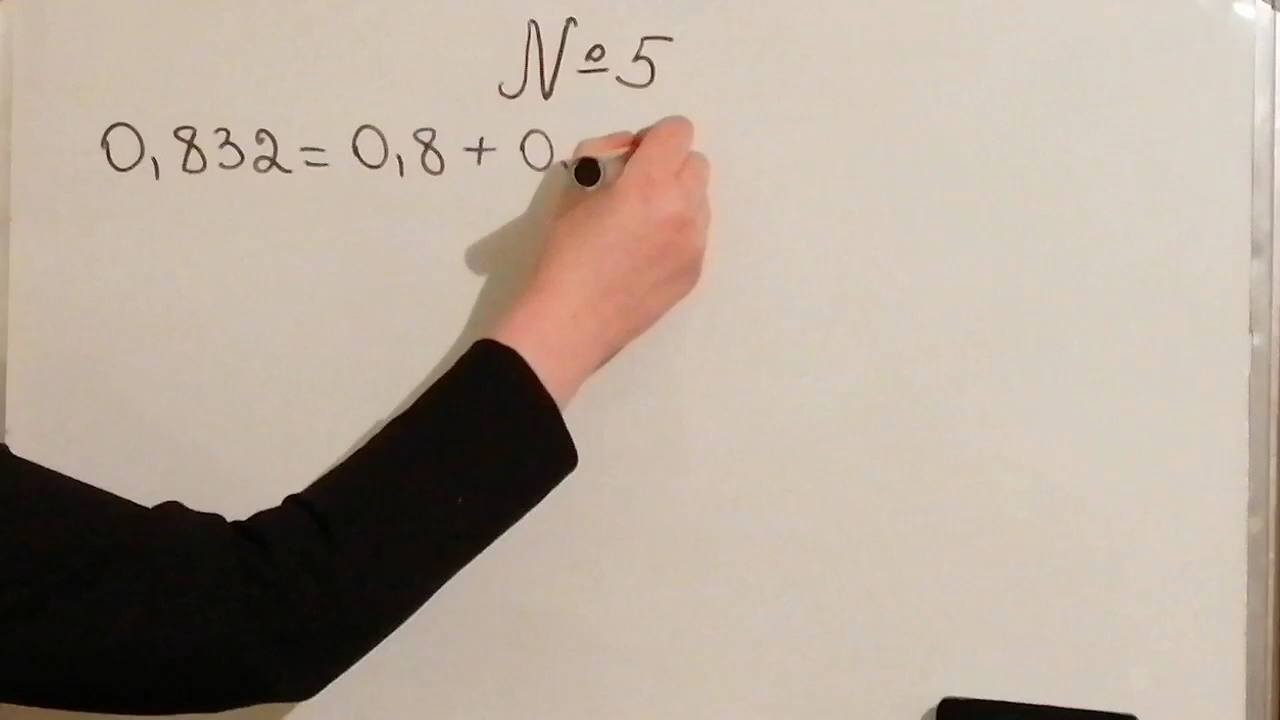 №5
0,832 = 0,8 + 0,